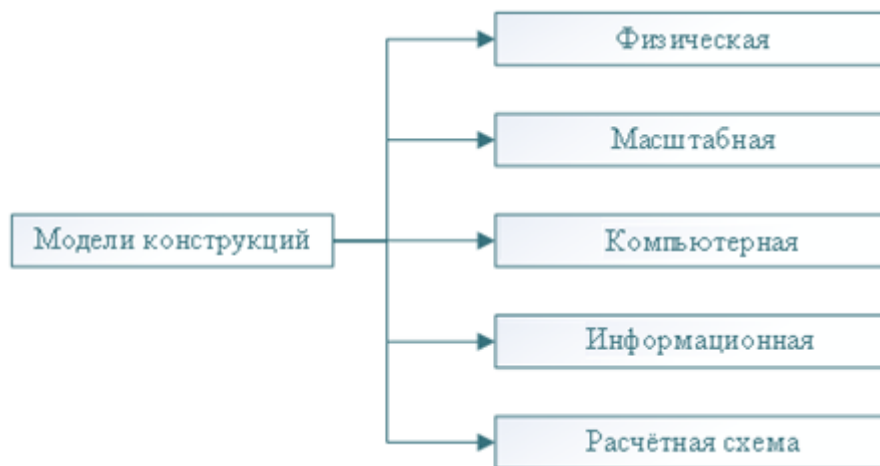 Физическая
Масштабная
Модели конструкций
Компьютерная
Информационная
Расчётная схема